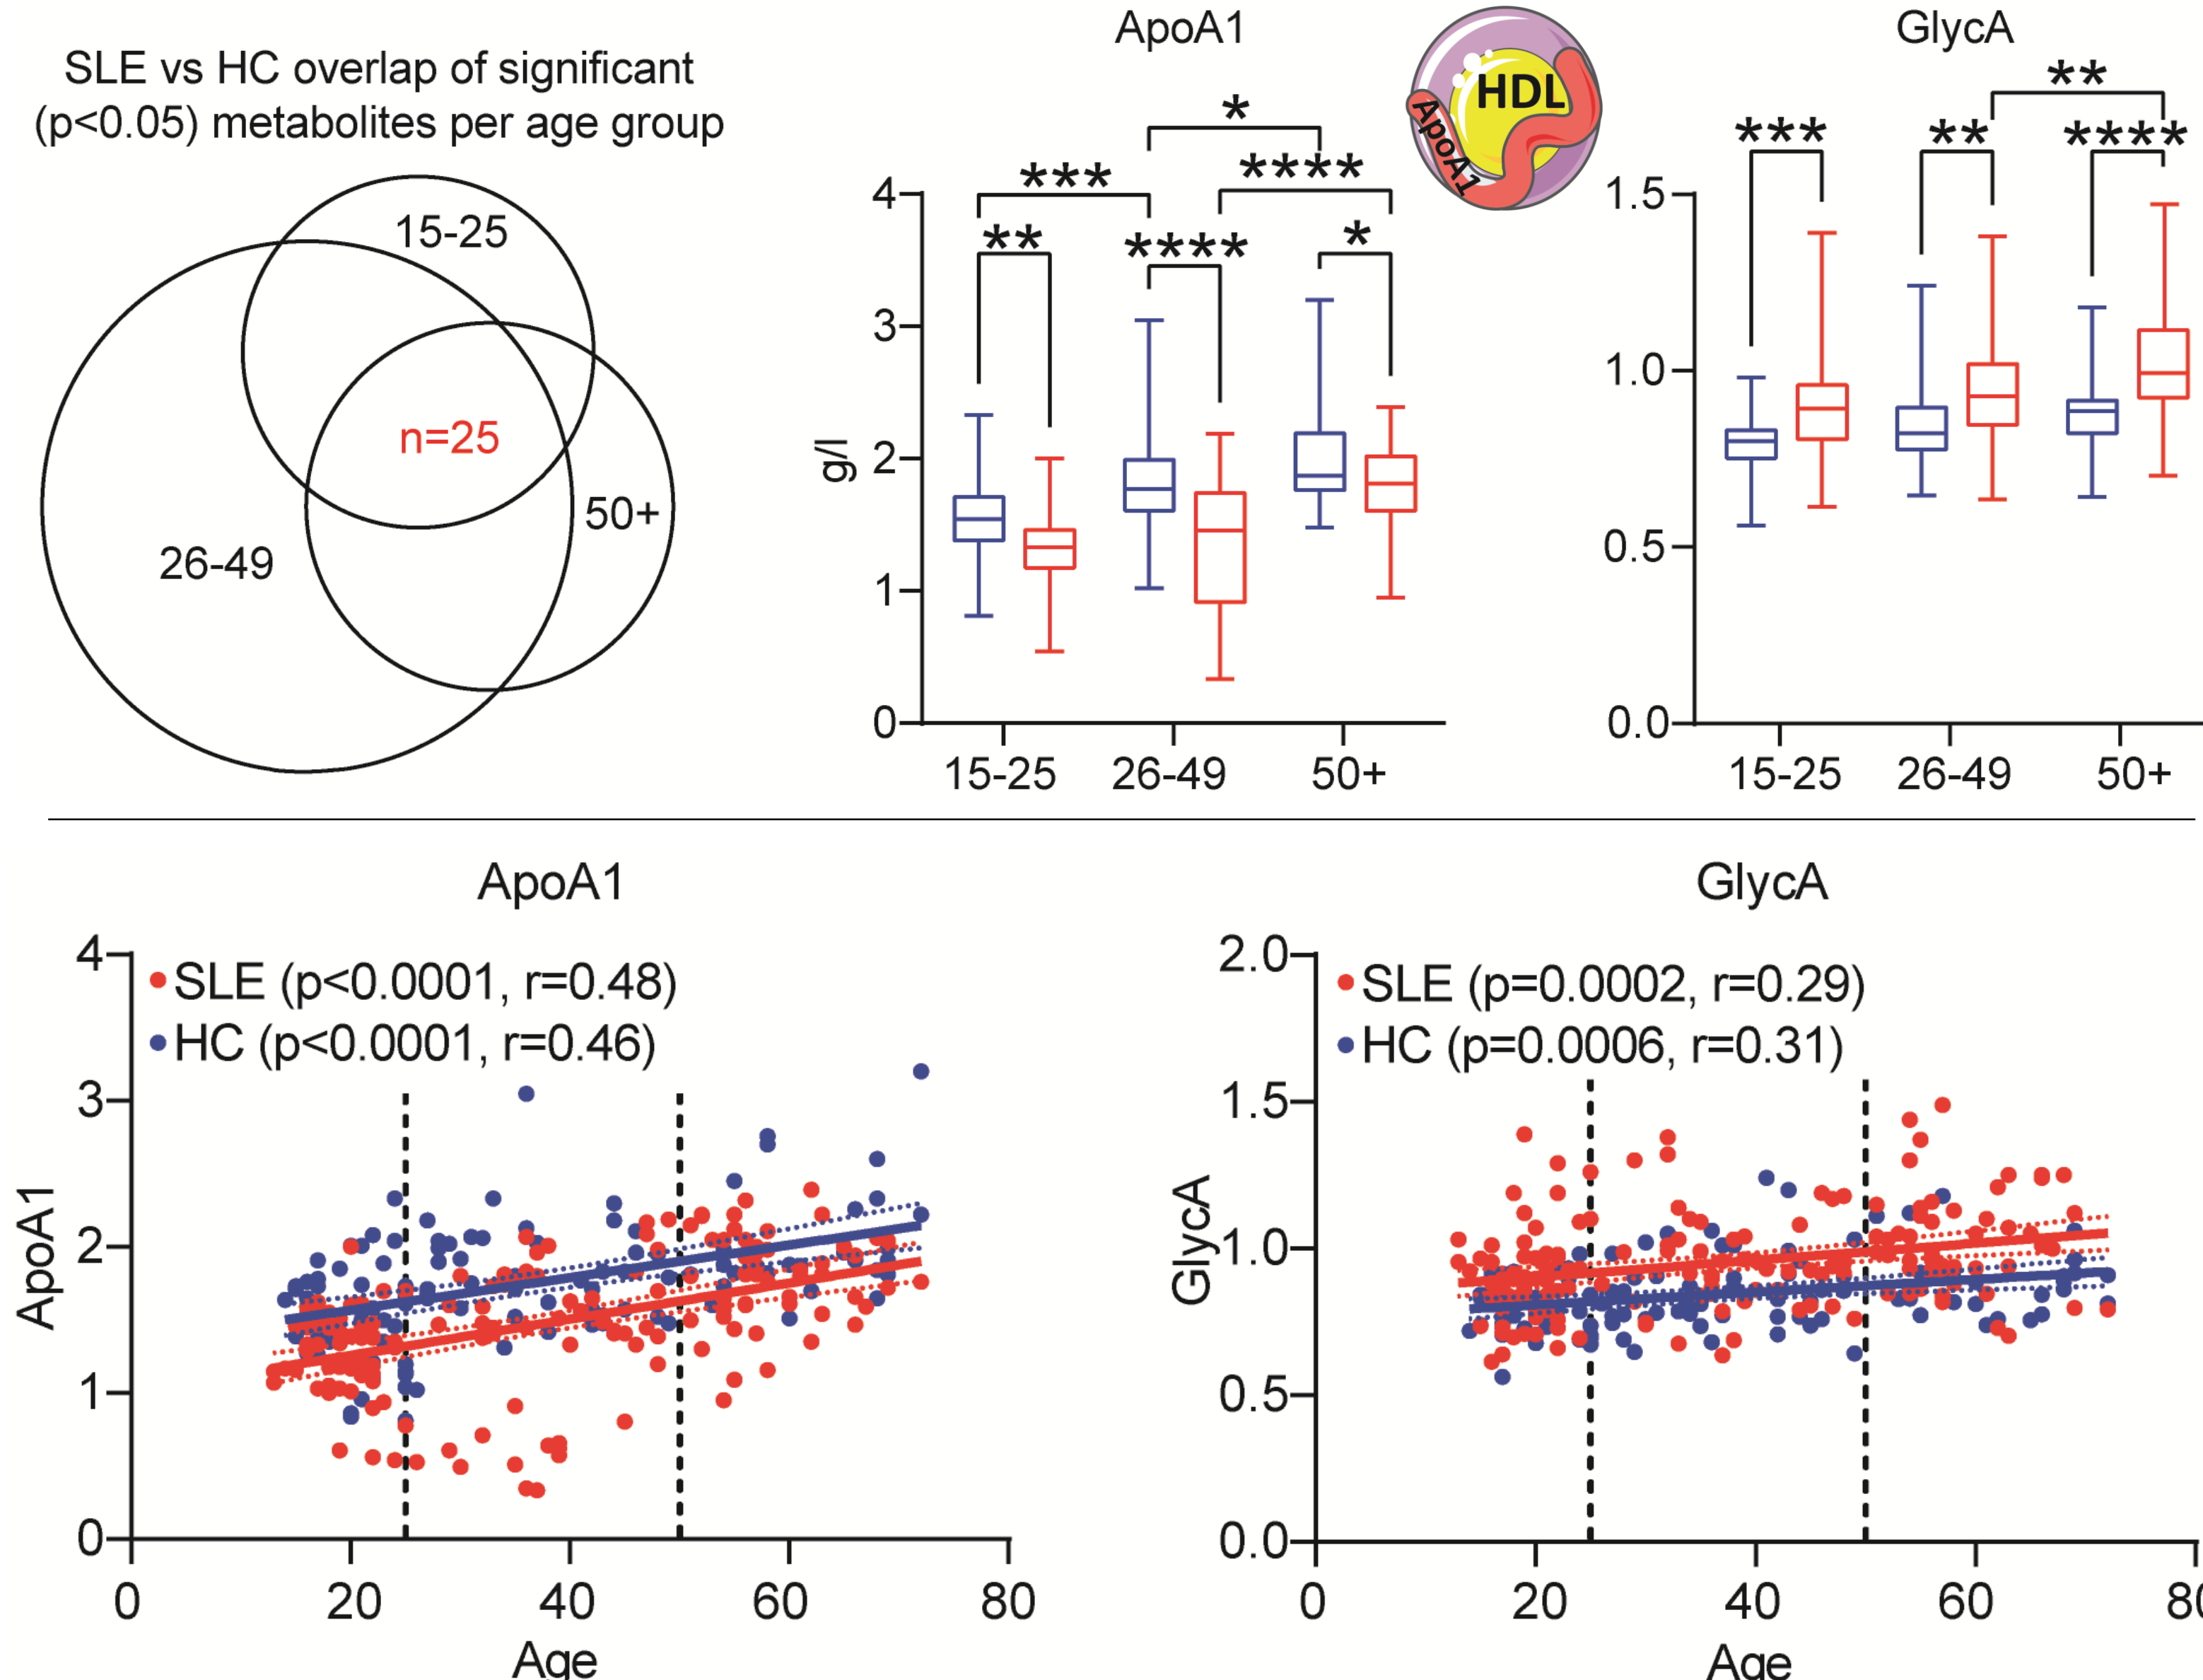 SLE vs HC overlap of significant
(p<0.05) metabolites per age group
15-25
n=25
50+
26-49
ApoA1
HDL
ApoA1
*
***
****
**
****
*
g/l
4
3
2
1
0
15-25
26-49
50+
GlycA
**
***
**
****
1.5
1.0
0.5
0.0
15-25
26-49
50+
ApoA1
SLE (p<0.0001, r=0.48)
HC (p<0.0001, r=0.46)
ApoA1
4
3
2
1
0
0
20
40
60
80
Age
GlycA
SLE (p=0.0002, r=0.29)
HC (p=0.0006, r=0.31)
GlycA
2.0
1.5
1.0
0.5
0.0
0
20
40
60
Age